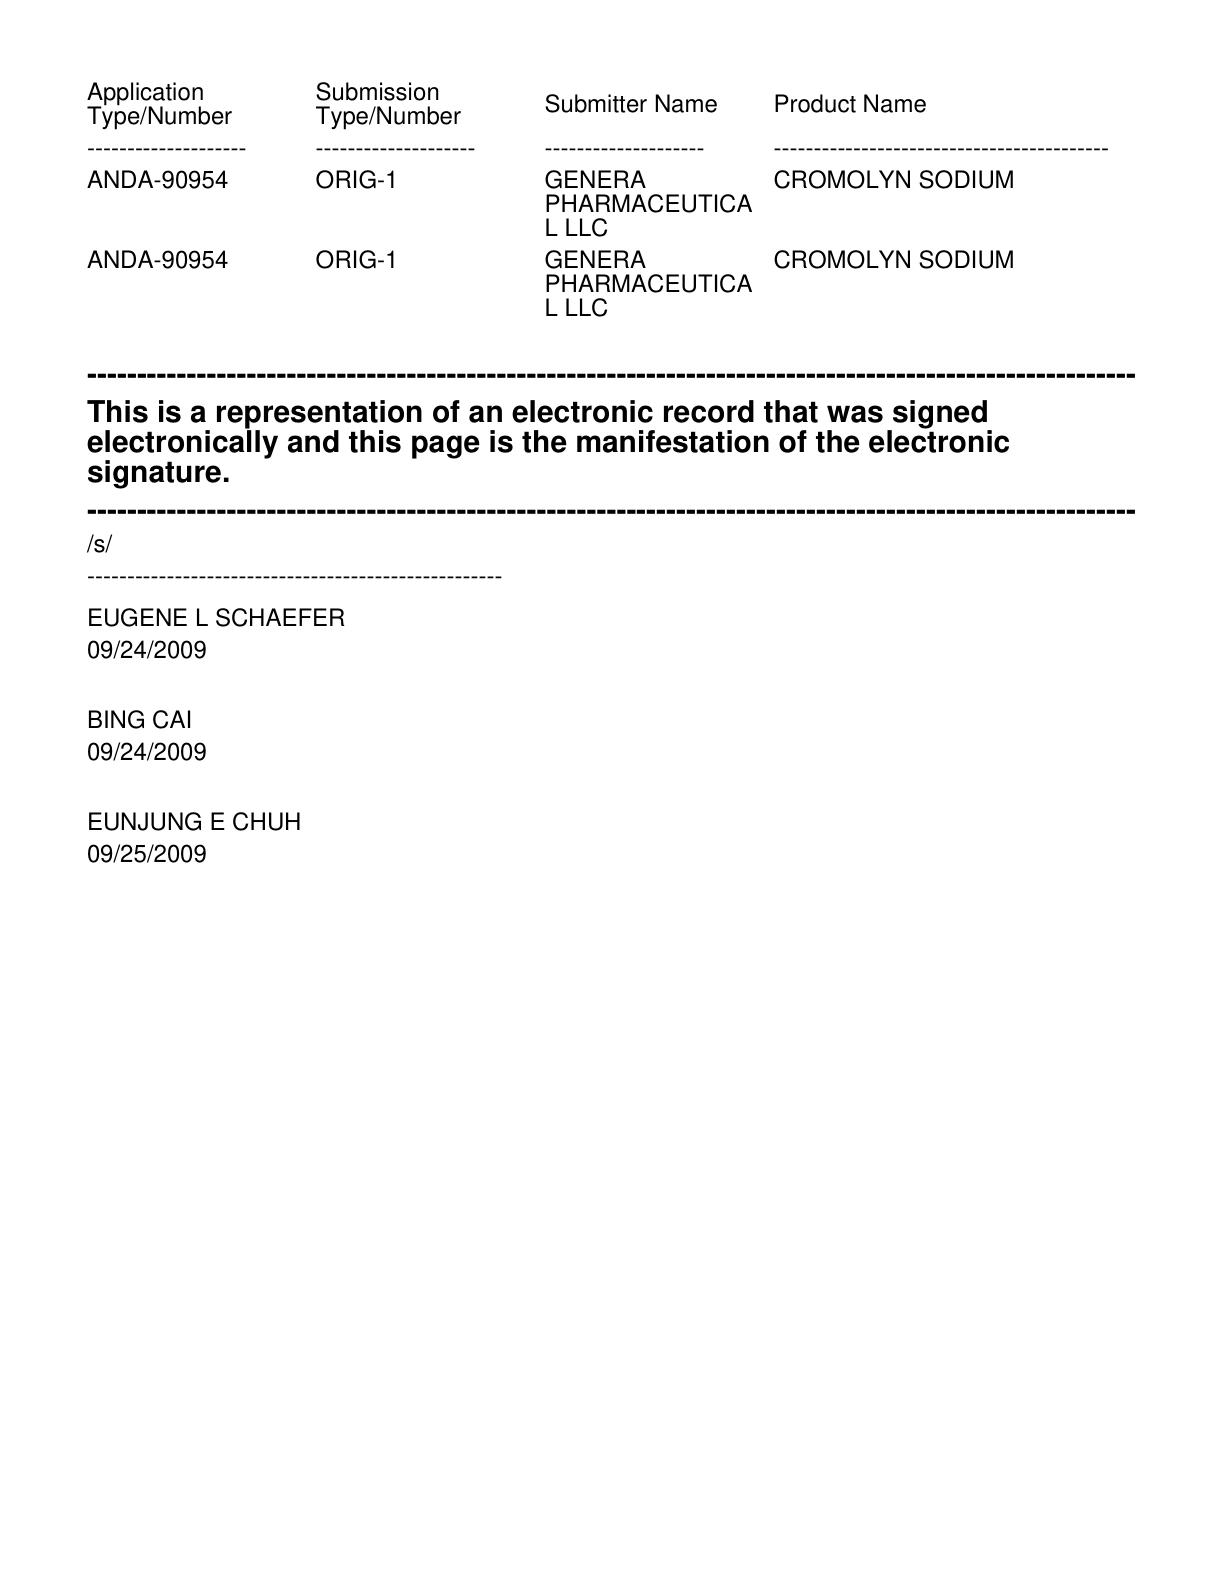 Application Type/Number Submission Type/Number Submitter Name Product Name
-------------------- -------------------- -------------------- ------------------------------------------
ANDA-90954 ORIG-1 GENERA CROMOLYN SODIUM
PHARMACEUTICA
L LLC
ANDA-90954 ORIG-1 GENERA CROMOLYN SODIUM
PHARMACEUTICA
L LLC
---------------------------------------------------------------------------------------------------------
This is a representation of an electronic record that was signed
electronically and this page is the manifestation of the electronic
signature.
---------------------------------------------------------------------------------------------------------
/s/
----------------------------------------------------
EUGENE L SCHAEFER
09/24/2009
BING CAI
09/24/2009
EUNJUNG E CHUH
09/25/2009